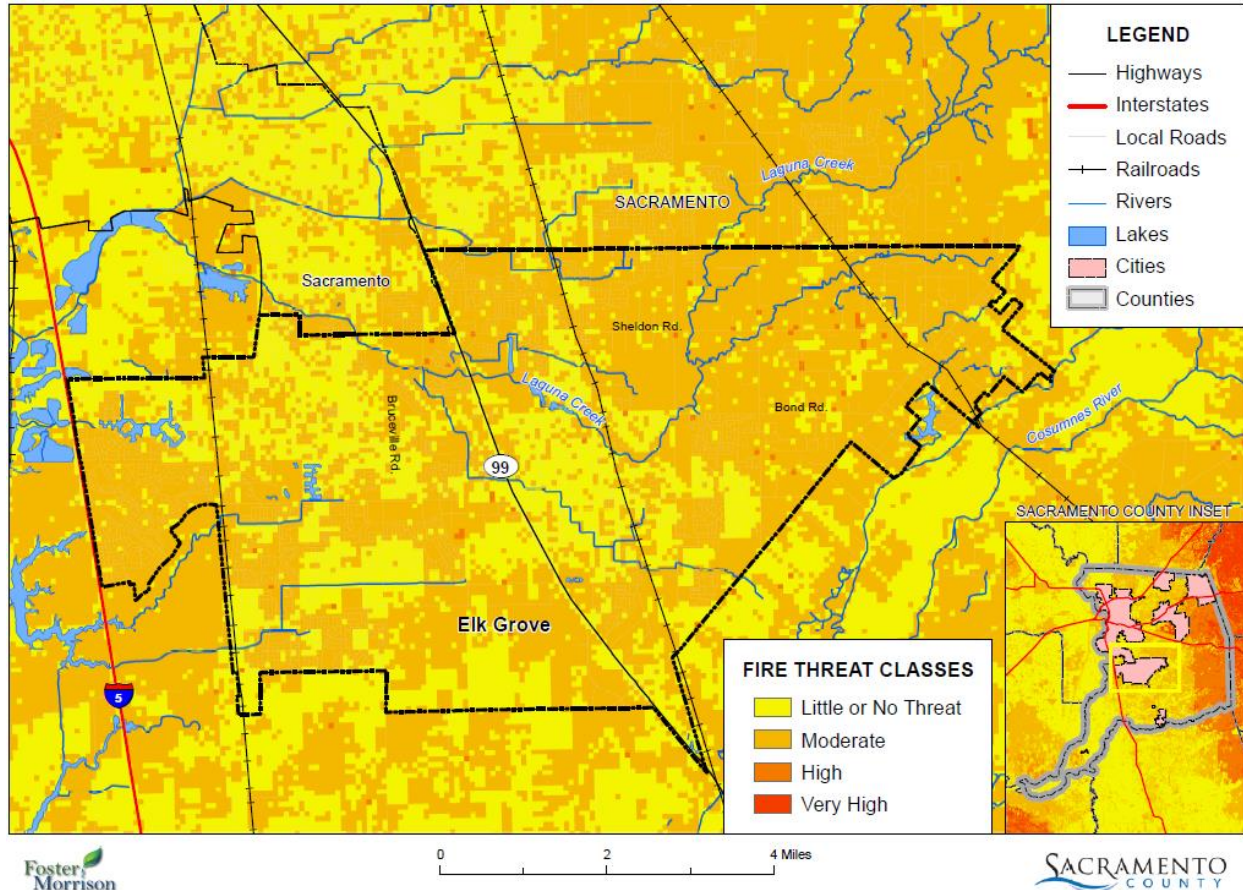 LEGEND
Highways
Interstates
Local Roads
Railroads
Rivers
Lakes
Cities
Counties
Laguna Creek
SACRAMENTO
Sacramento
Sheldon Rd.
Laguna Creek
Bruceville Rd.
Bond Rd.
Cosumnes River
99
Elk Grove
5
SACRAMENTO COUNTY INSET
FIRE THREAT CLASSES
Little or No Threat
Moderate
High
Very High
0 2 4 Miles
Foster
Morrison
SACRAMENTO
COUNTY